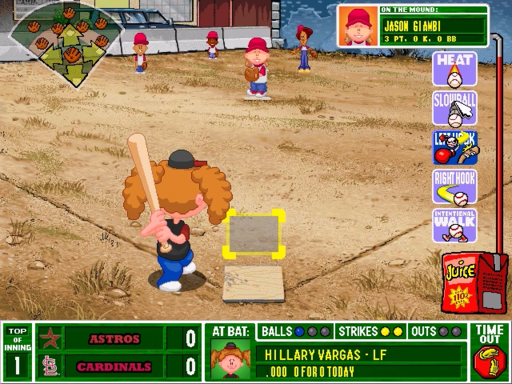 ON THE MOUND:
JASON GIAMBI
3 PT. 0 K. 0 BB
HEAT
SLOWBALL
LEFT HOOK
RIGHT HOOK
INTENTIONAL
WALK
JUICE
TOP
OF
INNING
1
ASTROS 0
CARDINALS 0
AT BAT:
BALLS STRIKES OUTS
HILLARY VARGAS - LF
.000 0 FOR 0 TODAY
TIME
OUT